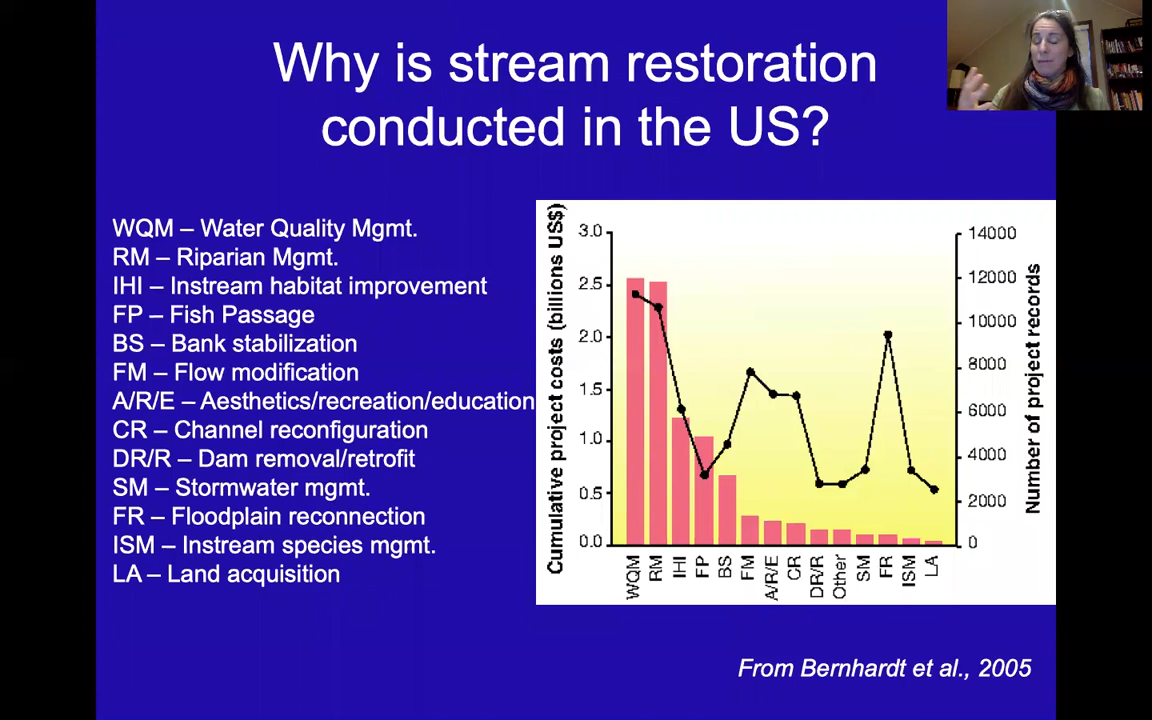 Why is stream restoration
conducted in the US?
WQM – Water Quality Mgmt.
RM – Riparian Mgmt.
IHI – Instream habitat improvement
FP – Fish Passage
BS – Bank stabilization
FM – Flow modification
A/R/E – Aesthetics/recreation/education
CR – Channel reconfiguration
DR/R – Dam removal/retrofit
SM – Stormwater mgmt.
FR – Floodplain reconnection
ISM – Instream species mgmt.
LA – Land acquisition
Cumulative project costs (billions US$)
3.0
2.5
2.0
1.5
1.0
0.5
0.0
WQM
RM
IHI
FP
BS
FM
A/R/E
CR
DR/R
Other
SM
FR
ISM
LA
14000
12000
10000
8000
6000
4000
2000
0
Number of project records
From Bernhardt et al., 2005